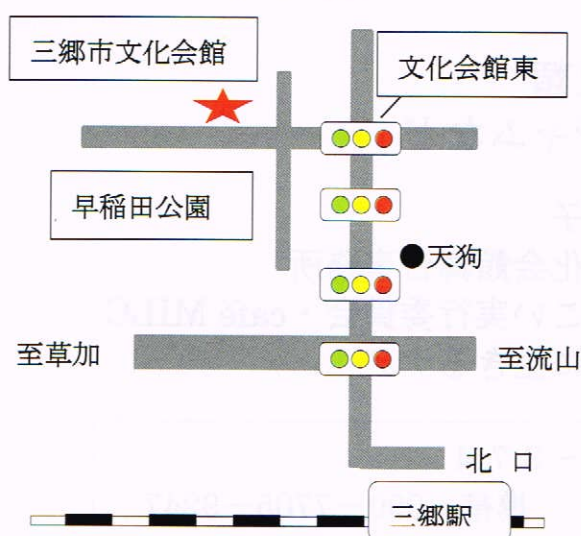 三郷市文化会館
文化会館東
早稲田公園
天狗
至草加
至流山
北口
三郷駅